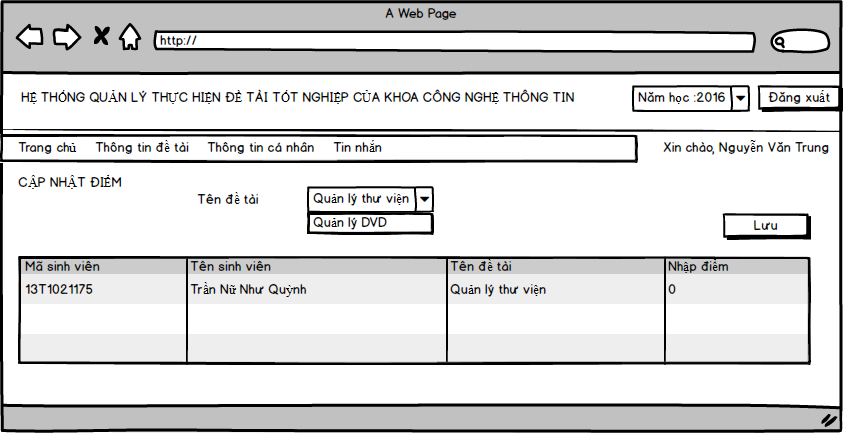 A Web Page
http://
HỆ THỐNG QUẢN LÝ THỰC HIỆN ĐỀ TÀI TỐT NGHIỆP CỦA KHOA CÔNG NGHỆ THÔNG TIN
Năm học :2016
Đăng xuất
Trang chủ Thông tin đề tài Thông tin cá nhân Tin nhắn
Xin chào, Nguyễn Văn Trung
CẬP NHẬT ĐIỂM
Tên đề tài Quản lý thư viện
Quản lý DVD
Lưu
Mã sinh viên Tên sinh viên Tên đề tài Nhập điểm
13T1021175 Trần Nữ Như Quỳnh Quản lý thư viện 0